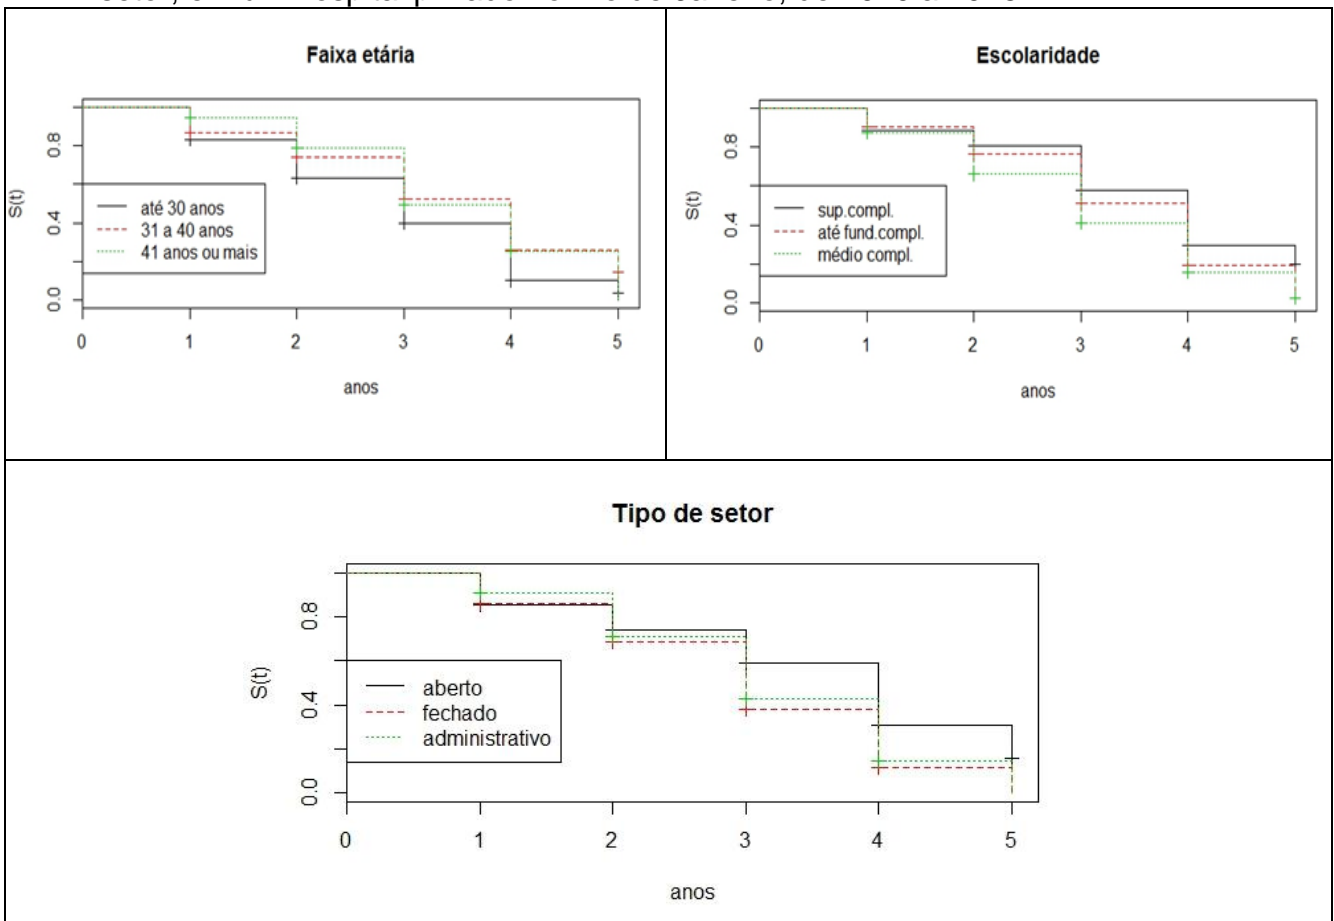 Faixa etária
S(t)
0.8
0.4
0.0
até 30 anos
31 a 40 anos
41 anos ou mais
0 1 2 3 4 5
anos
Escolaridade
S(t)
0.8
0.4
0.0
sup.compl.
até fund.compl.
médio compl.
0 1 2 3 4 5
anos
Tipo de setor
S(t)
0.8
0.4
0.0
aberto
fechado
administrativo
0 1 2 3 4 5
anos